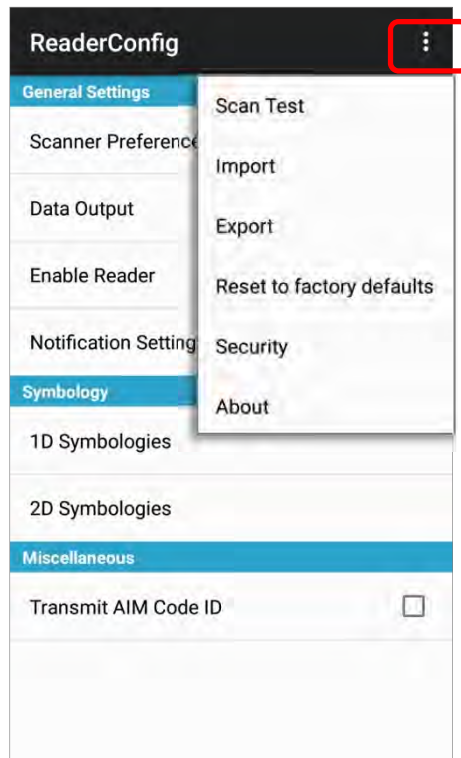 ReaderConfig
General Settings
Scanner Preference
Data Output
Enable Reader
Notification Setting
Scan Test
Import
Export
Reset to factory defaults
Security
About
Symbology
1D Symbologies
2D Symbologies
Miscellaneous
Transmit AIM Code ID